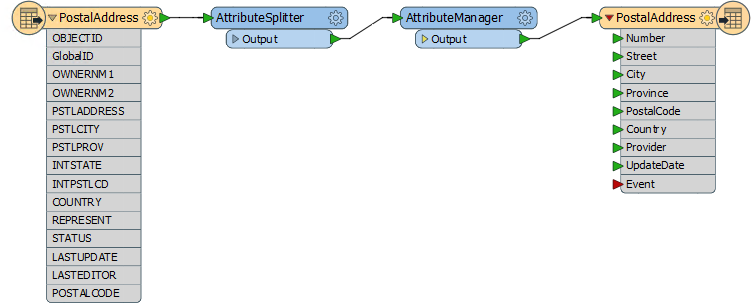 PostalAddress
OBJECTID
GlobalID
OWNERNM1
OWNERNM2
PSTLADDRESS
PSTLCITY
PSTLPROV
INTSTATE
INTPSTLCD
COUNTRY
REPRESENT
STATUS
LASTUPDATE
LASTEDITOR
POSTALCODE
AttributeSplitter
Output
AttributeManager
Output
PostalAddress
Number
Street
City
Province
PostalCode
Country
Provider
UpdateDate
Event